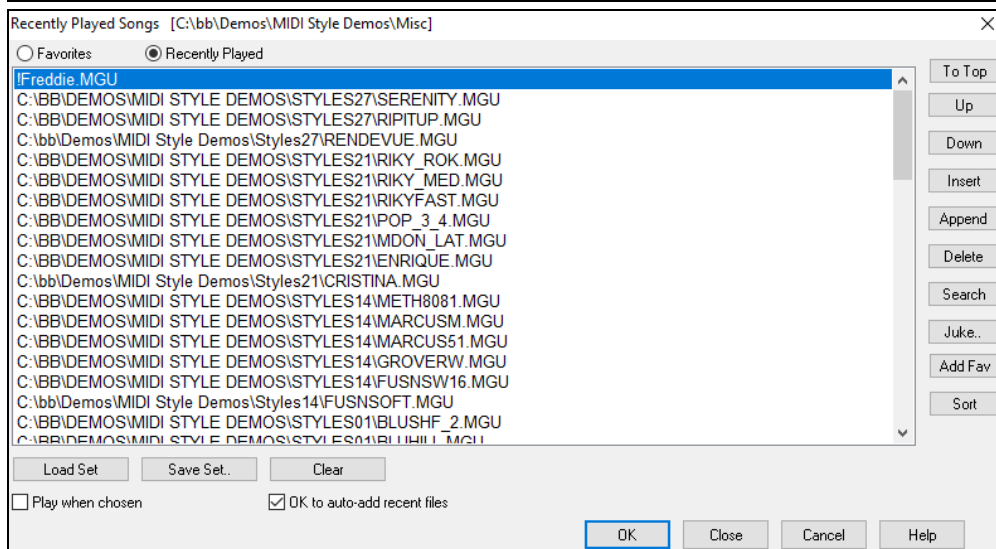 Recently Played Songs [C:\bb\Demos\MIDI Style Demos\Misc]
Favorites Recently Played
!Freddie.MGU
C:\BB\DEMOS\MIDI STYLE DEMOS\STYLES27\SERENITY.MGU
C:\BB\DEMOS\MIDI STYLE DEMOS\STYLES27\RIPITUP.MGU
C:\bb\Demos\MIDI Style Demos\Styles27\RENDEVUE.MGU
C:\BB\DEMOS\MIDI STYLE DEMOS\STYLES21\RIKY_ROK.MGU
C:\BB\DEMOS\MIDI STYLE DEMOS\STYLES21\RIKY_MED.MGU
C:\BB\DEMOS\MIDI STYLE DEMOS\STYLES21\RIKYFAST.MGU
C:\BB\DEMOS\MIDI STYLE DEMOS\STYLES21\POP_3_4.MGU
C:\BB\DEMOS\MIDI STYLE DEMOS\STYLES21\MDON_LAT.MGU
C:\BB\DEMOS\MIDI STYLE DEMOS\STYLES21\ENRIQUE.MGU
C:\bb\Demos\MIDI Style Demos\Styles21\CRISTINA.MGU
C:\BB\DEMOS\MIDI STYLE DEMOS\STYLES14\METH8081.MGU
C:\BB\DEMOS\MIDI STYLE DEMOS\STYLES14\MARCUSM.MGU
C:\BB\DEMOS\MIDI STYLE DEMOS\STYLES14\MARCUS51.MGU
C:\BB\DEMOS\MIDI STYLE DEMOS\STYLES14\GROVERW.MGU
C:\BB\DEMOS\MIDI STYLE DEMOS\STYLES14\FUSNSW16.MGU
C:\bb\Demos\MIDI Style Demos\Styles14\FUSNSOFT.MGU
C:\BB\DEMOS\MIDI STYLE DEMOS\STYLES01\BLUSHF_2.MGU
C:\BB\DEMOS\MIDI STYLE DEMOS\STYLES01\BLUHILL.MGU
To Top
Up
Down
Insert
Append
Delete
Search
Juke..
Add Fav
Sort
Load Set Save Set.. Clear
Play when chosen OK to auto-add recent files
OK Close Cancel Help